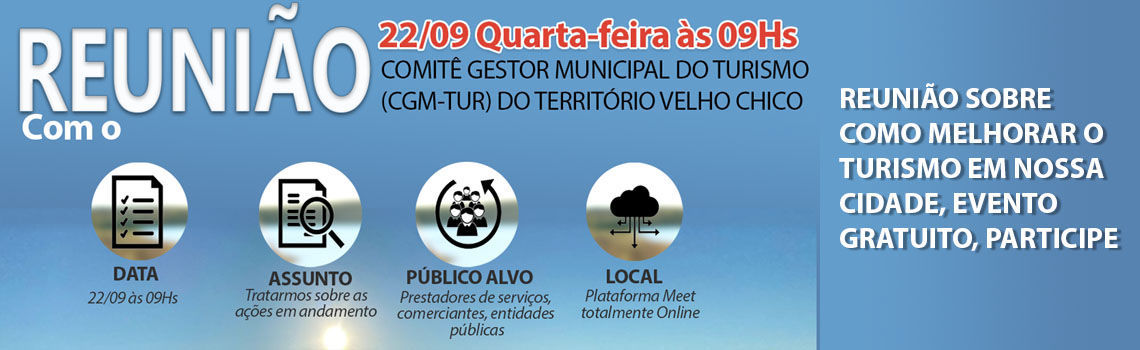 REUNIÃO
Com o
22/09 Quarta-feira às 09Hs
COMITÊ GESTOR MUNICIPAL DO TURISMO
(CGM-TUR) DO TERRITÓRIO VELHO CHICO
DATA
22/09 às 09Hs
ASSUNTO
Tratarmos sobre as
ações em andamento
PÚBLICO ALVO
Prestadores de serviços,
comerciantes, entidades
públicas
LOCAL
Plataforma Meet
totalmente Online
REUNIÃO SOBRE
COMO MELHORAR O
TURISMO EM NOSSA
CIDADE, EVENTO
GRATUITO, PARTICIPE